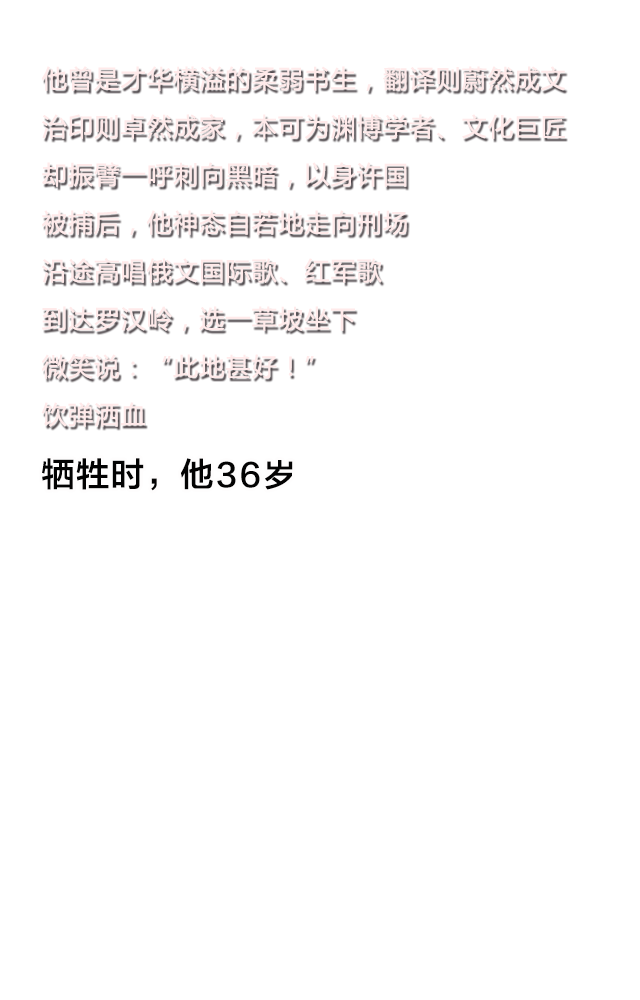 他曾是才华横溢的柔弱书生，翻译则蔚然成文
治印则卓然成家，本可为渊博学者、文化巨匠
却振臂一呼刺向黑暗，以身许国
被捕后，他神态自若地走向刑场
沿途高唱俄文国际歌、红军歌
到达罗汉岭，选一草坡坐下
微笑说：“此地甚好！”
饮弹洒血
牺牲时，他36岁